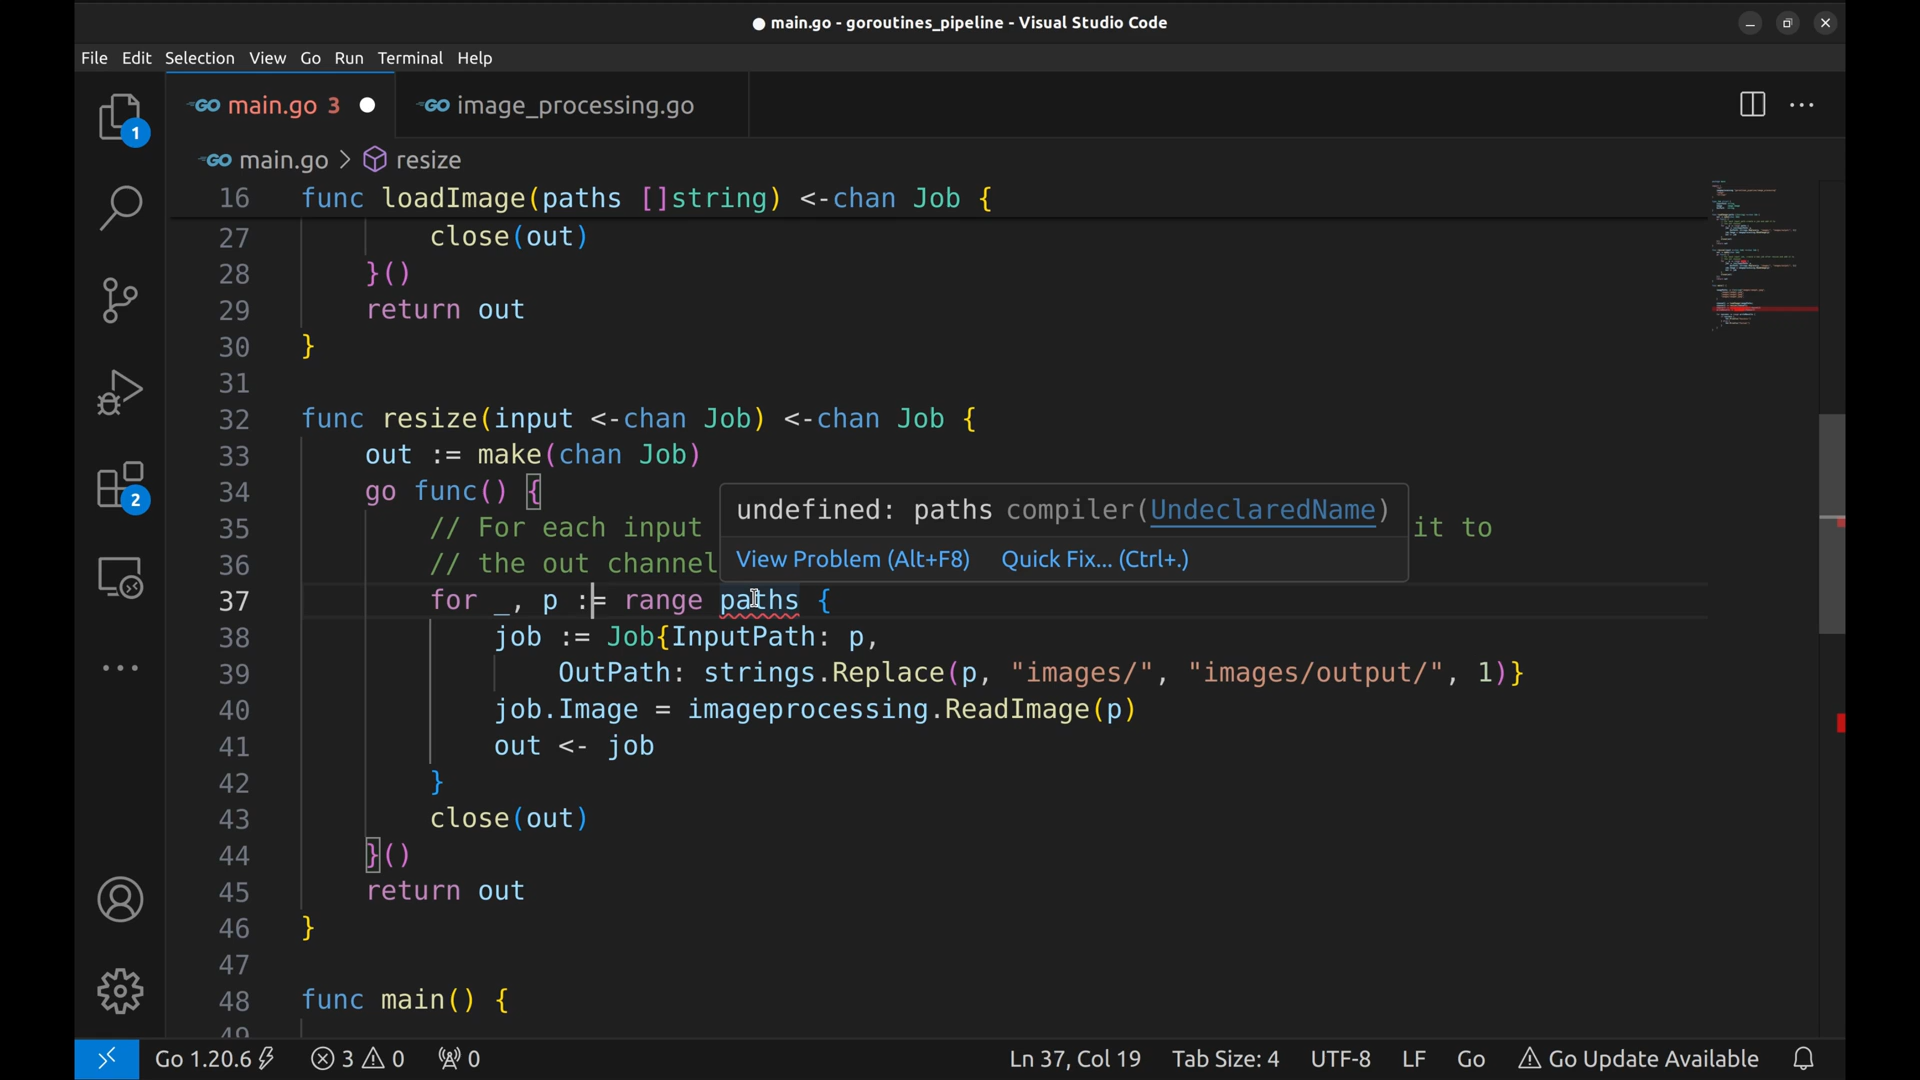 main.go - goroutines_pipeline - Visual Studio Code
File Edit Selection View Go Run Terminal Help
GO main.go 3 GO image_processing.go
1
GO main.go > resize
16 func loadImage(paths []string) <-chan Job {
27 close(out)
28 }()
29 return out
30 }
31
32 func resize(input <-chan Job) <-chan Job {
33 out := make(chan Job)
34 go func() {
undefined: paths compiler(UndeclaredName)
35 // For each input it to
36 // the out channel
View Problem (Alt+F8) Quick Fix... (Ctrl+.)
2
37 for _, p := range paths {
38 job := Job{InputPath: p,
39 OutPath: strings.Replace(p, "images/", "images/output/", 1)}
40 job.Image = imageprocessing.ReadImage(p)
41 out <- job
42 }
43 close(out)
44 }()
45 return out
46 }
47
48 func main() {
49
Go 1.20.6 3 0 0 Ln 37, Col 19 Tab Size: 4 UTF-8 LF Go Go Update Available